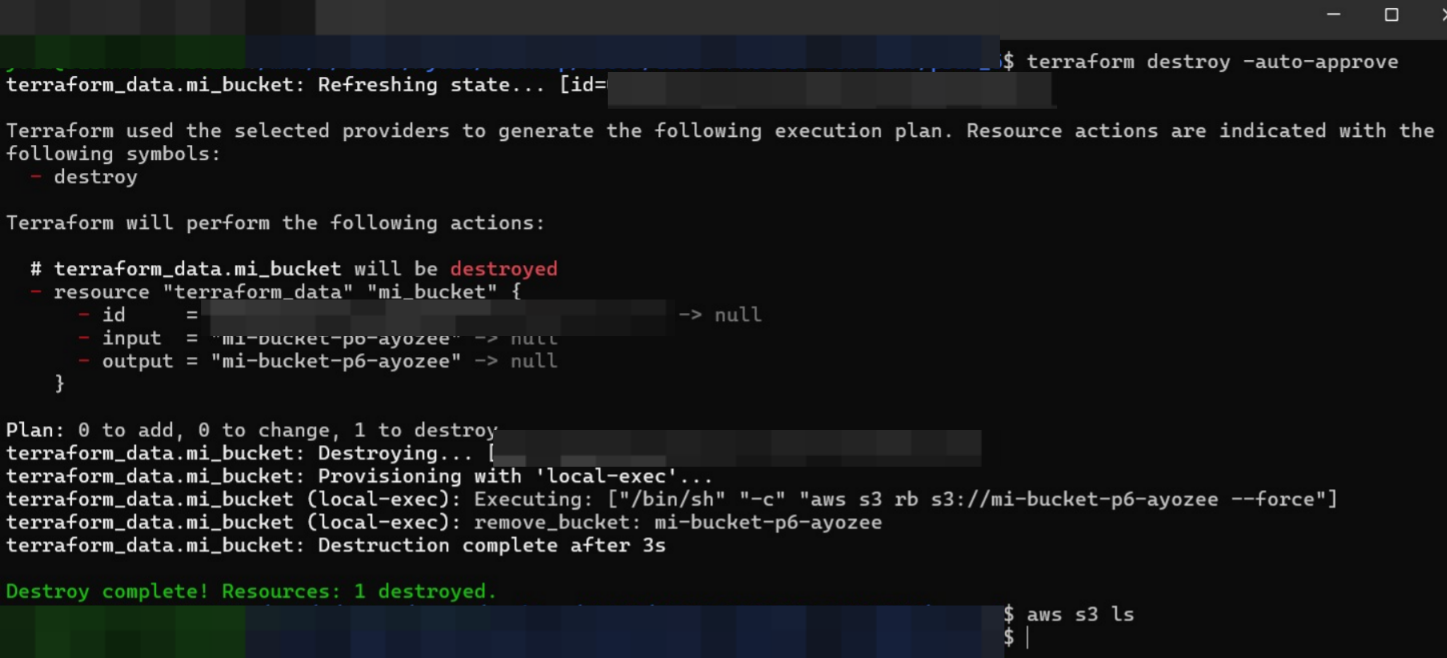 $ terraform destroy -auto-approve
terraform_data.mi_bucket: Refreshing state... [id=
Terraform used the selected providers to generate the following execution plan. Resource actions are indicated with the
following symbols:
- destroy
Terraform will perform the following actions:
# terraform_data.mi_bucket will be destroyed
- resource "terraform_data" "mi_bucket" {
- id = -> null
- input = "mi-bucket-p6-ayozee" -> null
- output = "mi-bucket-p6-ayozee" -> null
}
Plan: 0 to add, 0 to change, 1 to destroy
terraform_data.mi_bucket: Destroying... [
terraform_data.mi_bucket: Provisioning with 'local-exec'...
terraform_data.mi_bucket (local-exec): Executing: ["/bin/sh" "-c" "aws s3 rb s3://mi-bucket-p6-ayozee --force"]
terraform_data.mi_bucket (local-exec): remove_bucket: mi-bucket-p6-ayozee
terraform_data.mi_bucket: Destruction complete after 3s
Destroy complete! Resources: 1 destroyed.
$ aws s3 ls
$